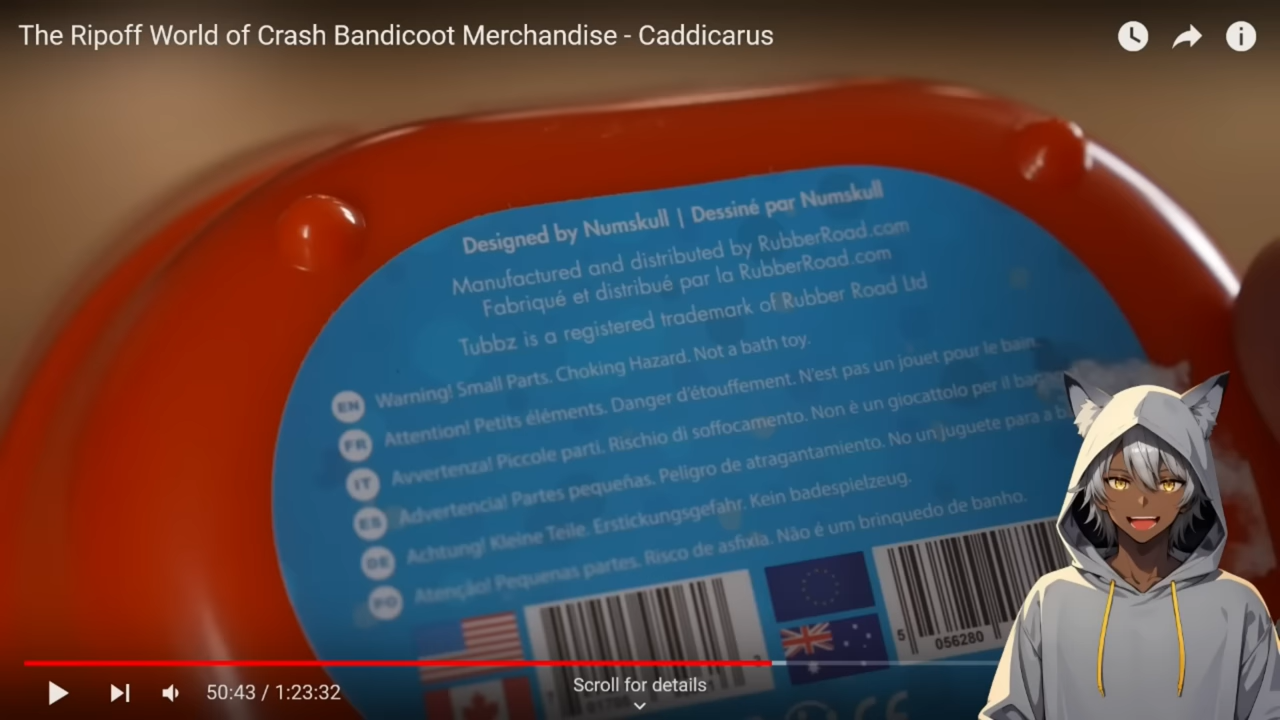 The Ripoff World of Crash Bandicoot Merchandise - Caddicarus
Designed by Numskull | Dessiné par Numskull
Manufactured and distributed by RubberRoad.com
Fabriqué et distribué par la RubberRoad.com
Tubbz is a registered trademark of Rubber Road Ltd
EN Warning! Small Parts. Choking Hazard. Not a bath toy.
FR Attention! Petits éléments. Danger d'étouffement. N'est pas un jouet pour le bain.
IT Avvertenza! Piccole parti. Rischio di soffocamento. Non è un giocattolo per il
ES Advertencia! Partes pequeñas. Peligro de atragantamiento. No un juguete para a
DE Achtung! Kleine Teile. Erstickungsgefahr. Kein badespielzeug.
PO Atenção! Pequenas partes. Risco de asfixia. Não é um brinquedo de banho.
5 056280
CE
50:43 / 1:23:32
Scroll for details